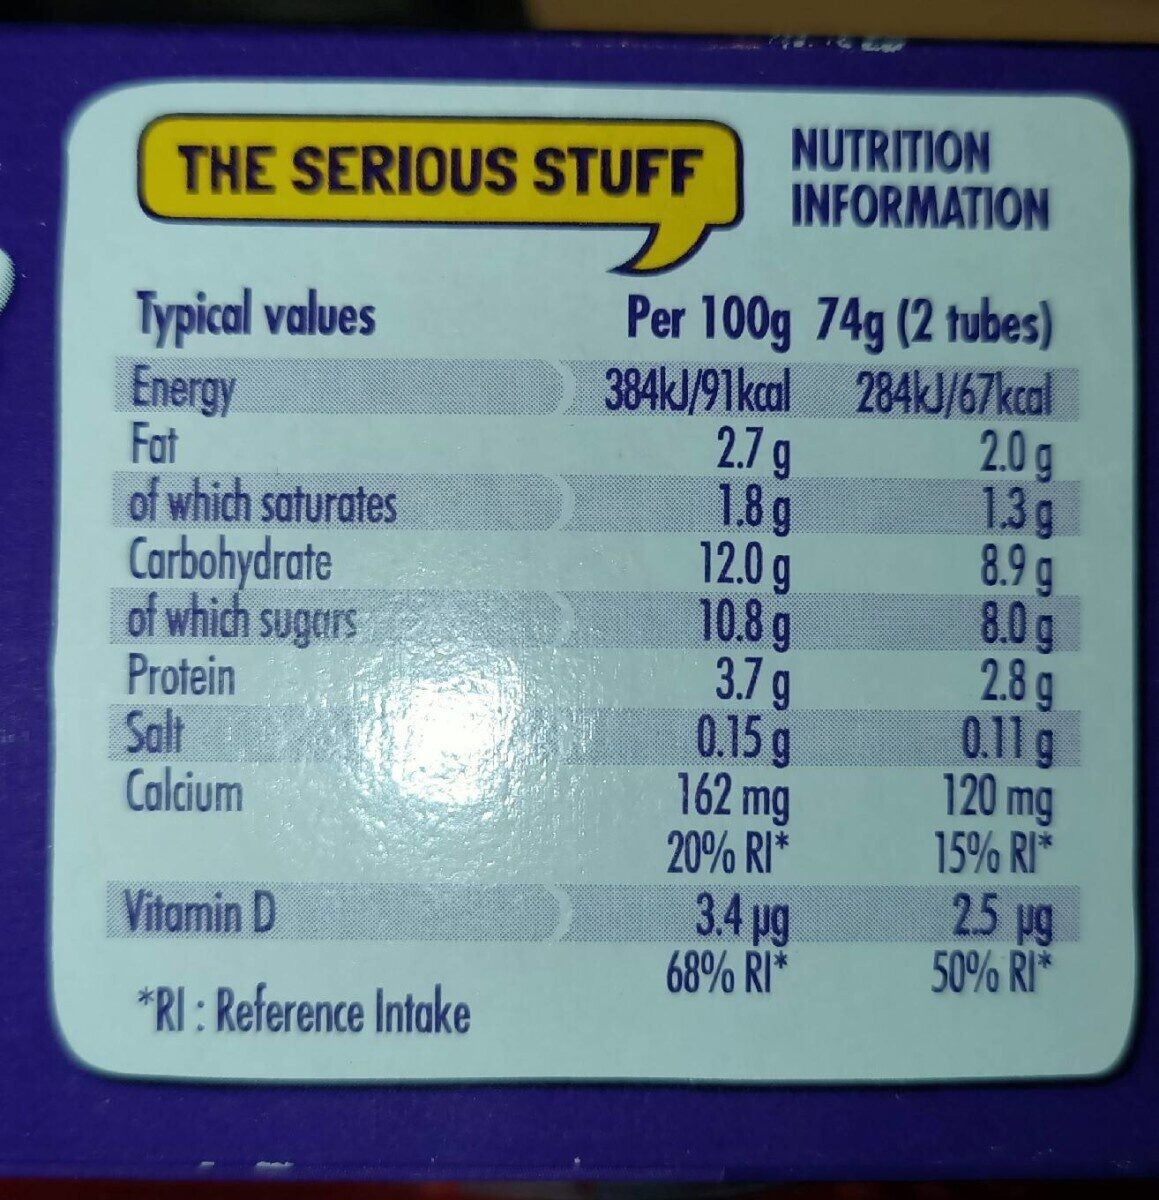 THE SERIOUS STUFF
NUTRITION
INFORMATION
Typical values Per 100g 74g (2 tubes)
Energy 384kJ/91kcal 284kJ/67kcal
Fat 2.7 g 2.0 g
of which saturates 1.8 g 1.3 g
Carbohydrate 12.0 g 8.9 g
of which sugars 10.8 g 8.0 g
Protein 3.7 g 2.8 g
Salt 0.15 g 0.11 g
Calcium 162 mg 120 mg
20% RI* 15% RI*
Vitamin D 3.4 µg 2.5 µg
68% RI* 50% RI*
*RI : Reference Intake